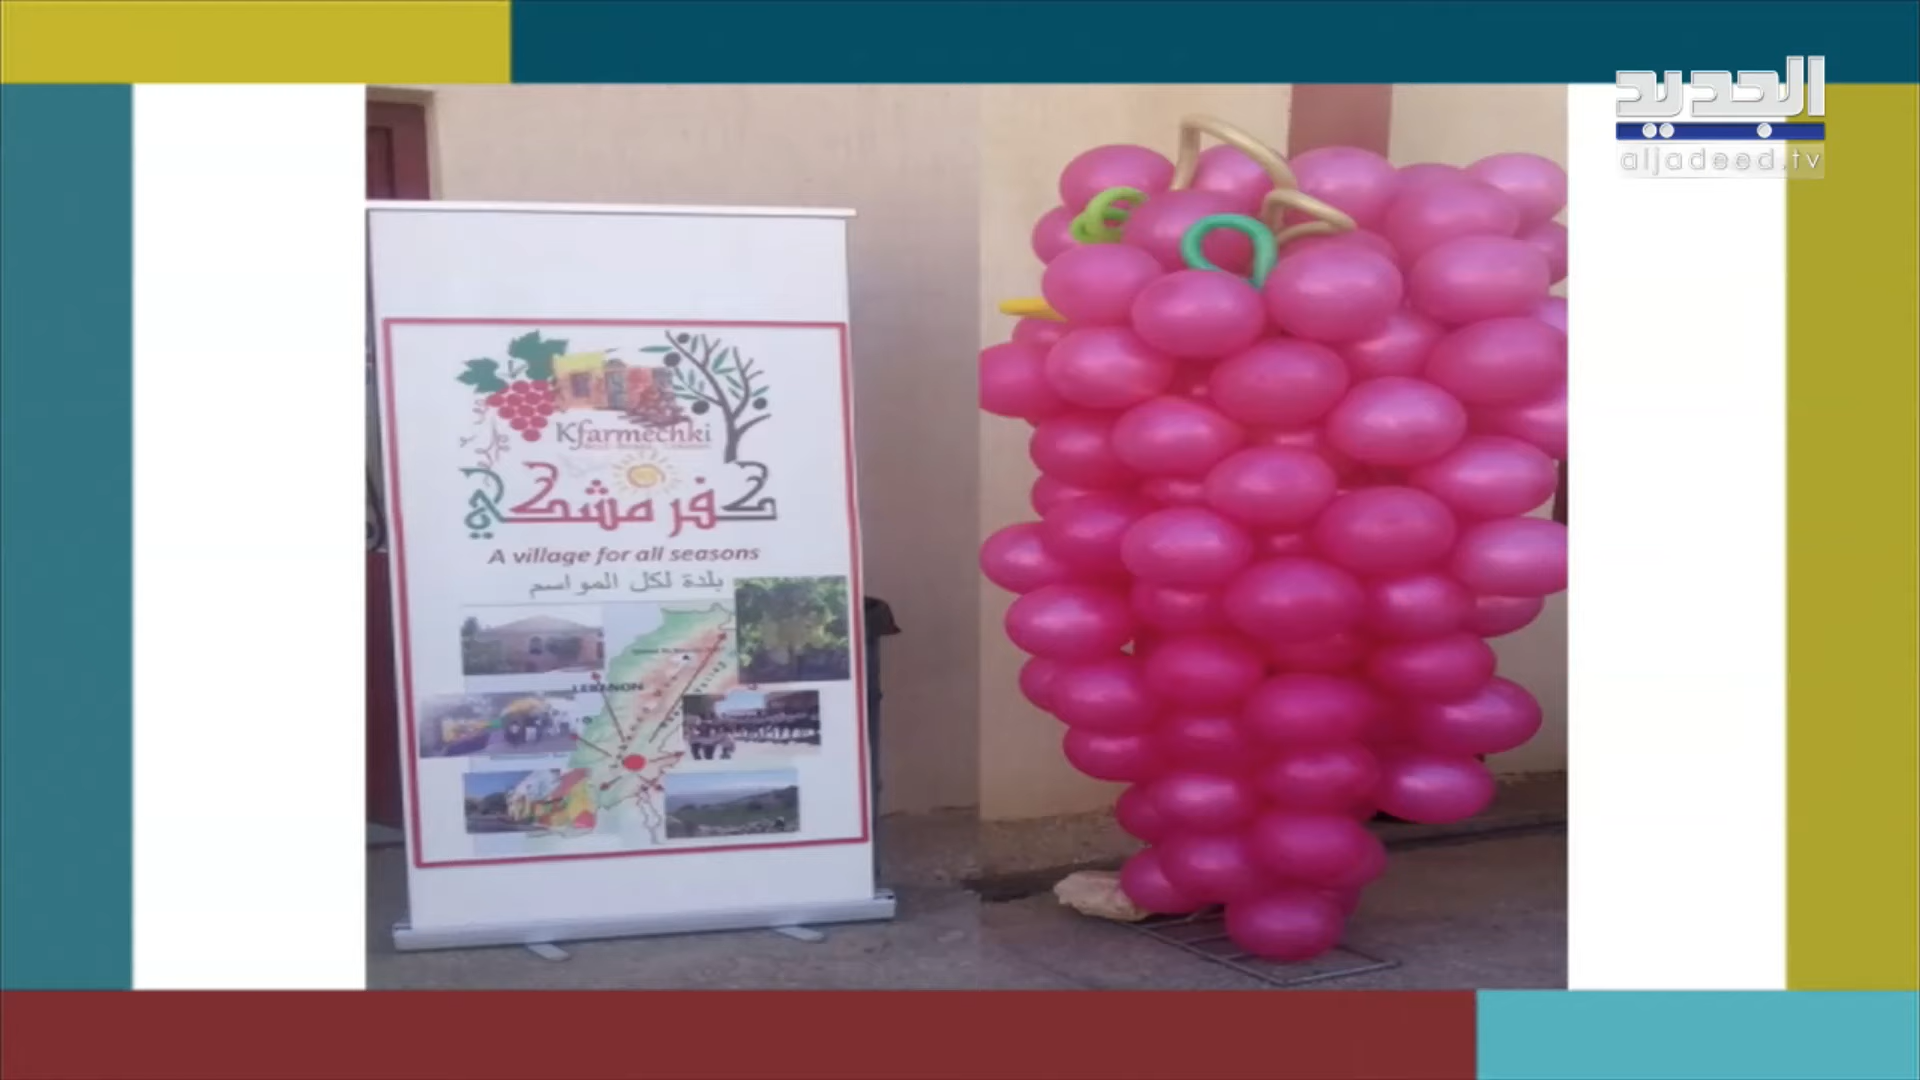 الجديد
aljadeed.tv
Kfarmechki
كفرمشكي
A village for all seasons
بلدة لكل المواسم
LEBANON